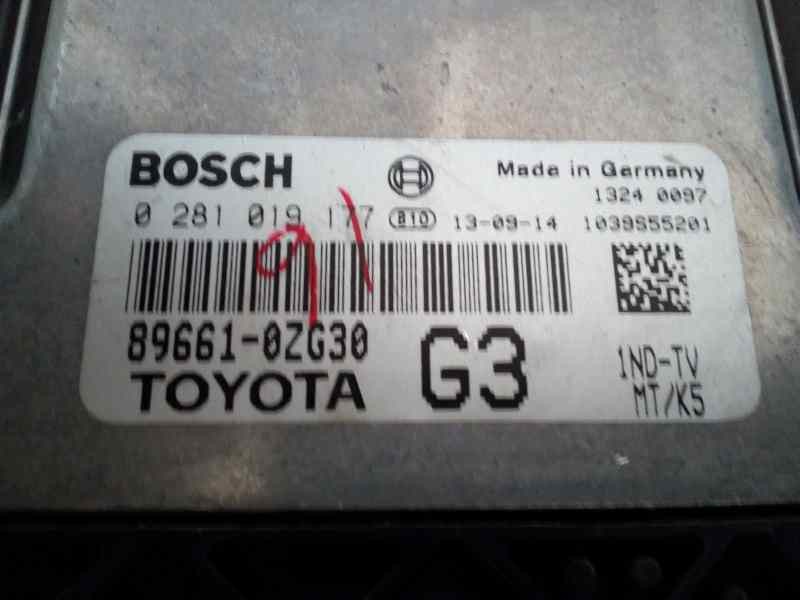 BOSCH Made in Germany
1324 0097
0 281 019 177 B10 13-09-14 1039S55201
91
89661-0ZG30 G3 1ND-TV
TOYOTA MT/K5